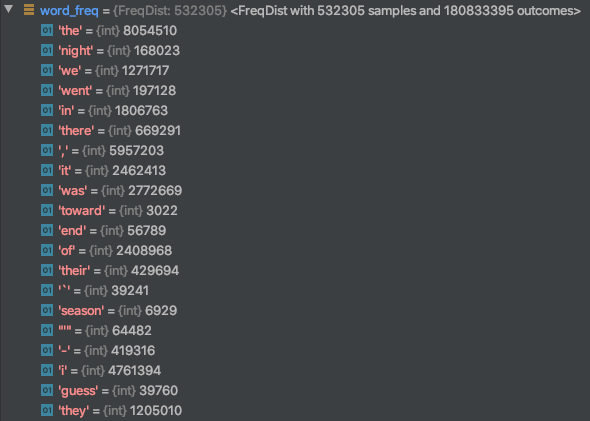 word_freq = {FreqDist: 532305} <FreqDist with 532305 samples and 180833395 outcomes>
01 'the' = {int} 8054510
01 'night' = {int} 168023
01 'we' = {int} 1271717
01 'went' = {int} 197128
01 'in' = {int} 1806763
01 'there' = {int} 669291
01 ',' = {int} 5957203
01 'it' = {int} 2462413
01 'was' = {int} 2772669
01 'toward' = {int} 3022
01 'end' = {int} 56789
01 'of' = {int} 2408968
01 'their' = {int} 429694
01 '`' = {int} 39241
01 'season' = {int} 6929
01 "'" = {int} 64482
01 '-' = {int} 419316
01 'i' = {int} 4761394
01 'guess' = {int} 39760
01 'they' = {int} 1205010